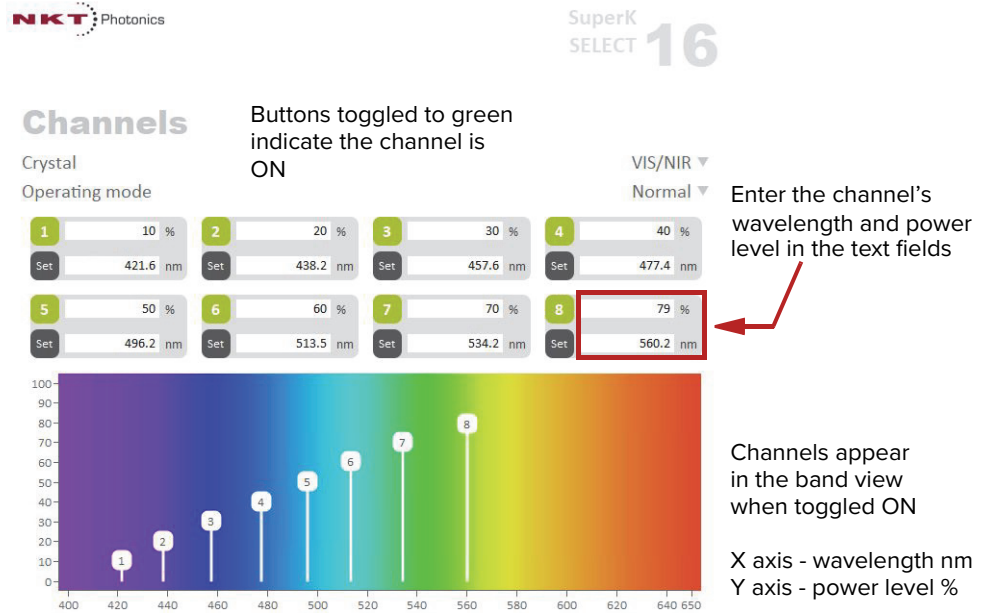 NKT Photonics
SuperK
SELECT 16
Channels
Buttons toggled to green
indicate the channel is
ON
Crystal
VIS/NIR
Operating mode
Normal
Enter the channel's
wavelength and power
level in the text fields
1 10 % 2 20 % 3 30 % 4 40 %
Set 421.6 nm Set 438.2 nm Set 457.6 nm Set 477.4 nm
5 50 % 6 60 % 7 70 % 8 79 %
Set 496.2 nm Set 513.5 nm Set 534.2 nm Set 560.2 nm
100
90
80
70
60
50
40
30
20
10
0
1 2 3 4 5 6 7 8
400 420 440 460 480 500 520 540 560 580 600 620 640 650
Channels appear
in the band view
when toggled ON
X axis - wavelength nm
Y axis - power level %